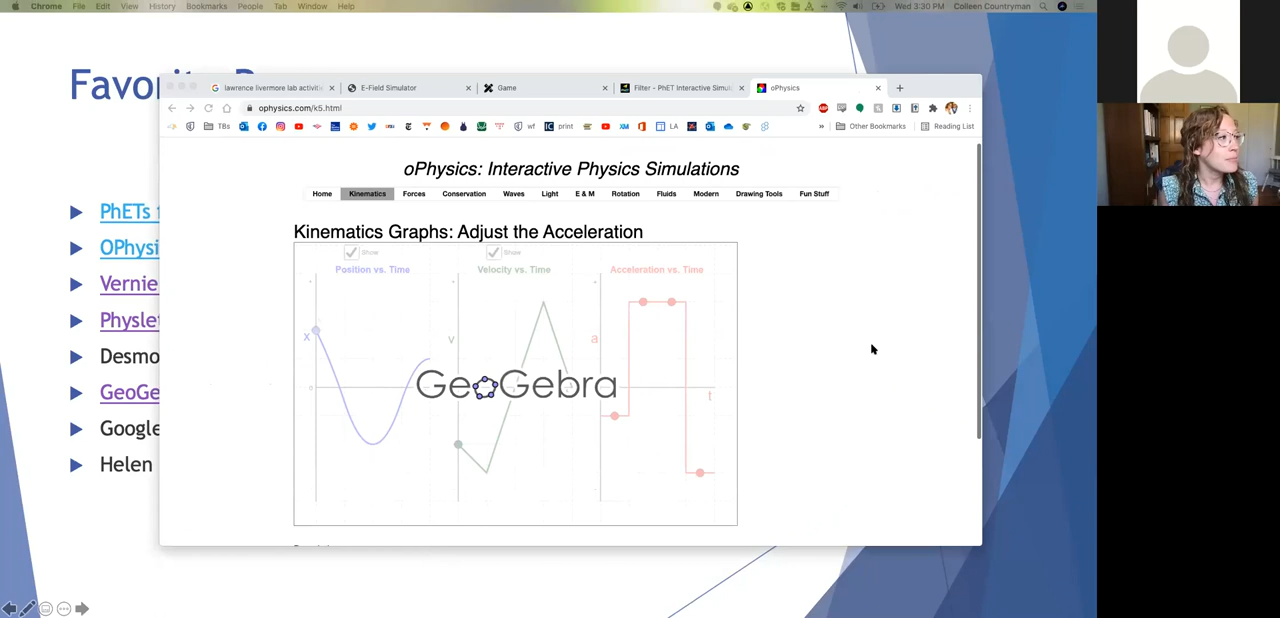 Chrome File Edit View History Bookmarks People Tab Window Help Wed 3:30 PM Colleen Countryman
lawrence livermore lab activiti E-Field Simulator Game Filter - PhET Interactive Simul oPhysics
ophysics.com/k5.html
TBs print wf XM LA Other Bookmarks Reading List
oPhysics: Interactive Physics Simulations
Home Kinematics Forces Conservation Waves Light E & M Rotation Fluids Modern Drawing Tools Fun Stuff
Kinematics Graphs: Adjust the Acceleration
Show Show
Position vs. Time Velocity vs. Time Acceleration vs. Time
x v a
0
t
GeoGebra
Favori
PhETs
OPhysi
Vernie
Physlet
Desmo
GeoGe
Google
Helen